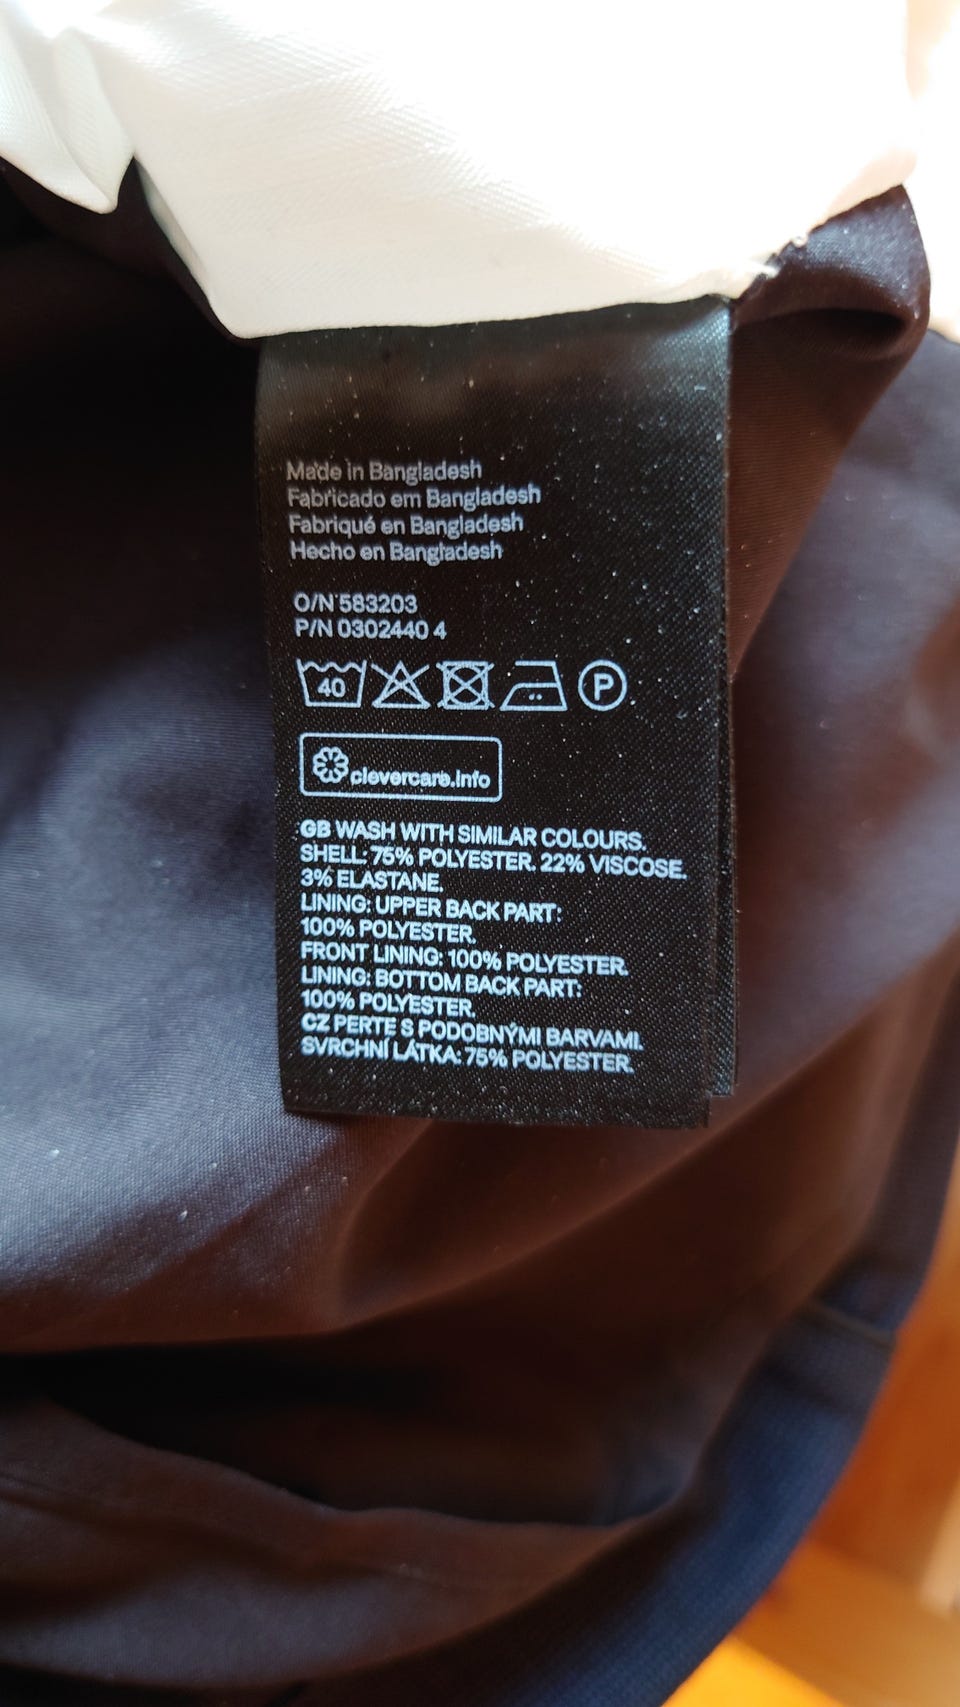 Made in Bangladesh
Fabricado em Bangladesh
Fabriqué en Bangladesh
Hecho en Bangladesh
O/N 583203
P/N 0302440 4
40 P
clevercare.info
GB WASH WITH SIMILAR COLOURS.
SHELL: 75% POLYESTER. 22% VISCOSE.
3% ELASTANE.
LINING: UPPER BACK PART:
100% POLYESTER.
FRONT LINING: 100% POLYESTER.
LINING: BOTTOM BACK PART:
100% POLYESTER.
CZ PERTE S PODOBNÝMI BARVAMI.
SVRCHNÍ LÁTKA: 75% POLYESTER.